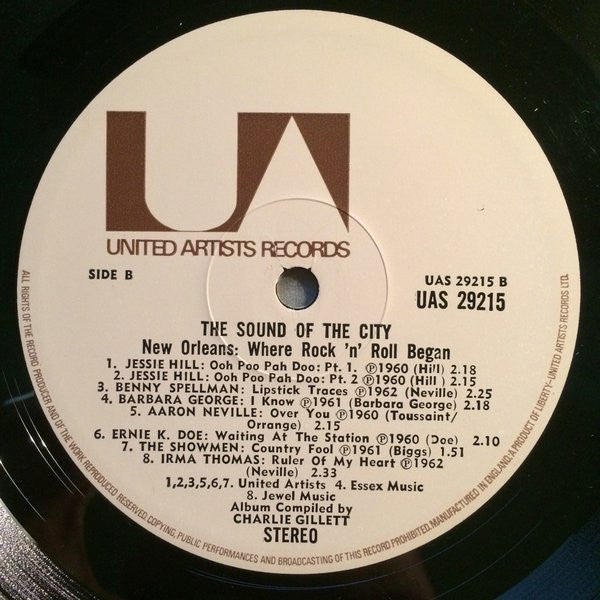 UA
UNITED ARTISTS RECORDS
SIDE B
UAS 29215 B
UAS 29215
THE SOUND OF THE CITY
New Orleans: Where Rock 'n' Roll Began
1. JESSIE HILL: Ooh Poo Pah Doo: Pt. 1. ℗1960 (Hill) 2.18
2. JESSIE HILL: Ooh Poo Pah Doo: Pt. 2 ℗1960 (Hill ) 2.15
3. BENNY SPELLMAN: Lipstick Traces ℗1962 (Neville) 2.25
4. BARBARA GEORGE: I Know ℗1961 (Barbara George) 2.18
5. AARON NEVILLE: Over You ℗1960 (Toussaint/
Orrange) 2.15
6. ERNIE K. DOE: Waiting At The Station ℗1960 (Doe) 2.10
7. THE SHOWMEN: Country Fool ℗1961 (Biggs) 1.51
8. IRMA THOMAS: Ruler Of My Heart ℗1962
(Neville) 2.33
1,2,3,5,6,7. United Artists 4. Essex Music
8. Jewel Music
Album Compiled by
CHARLIE GILLETT
STEREO
ALL RIGHTS OF THE RECORD PRODUCER AND OF THE OWNER OF THE WORK REPRODUCED RESERVED. COPYING, PUBLIC PERFORMANCES AND BROADCASTING OF THIS RECORD PROHIBITED. MANUFACTURED IN ENGLAND: A PRODUCT OF LIBERTY-UNITED ARTISTS RECORDS LTD.